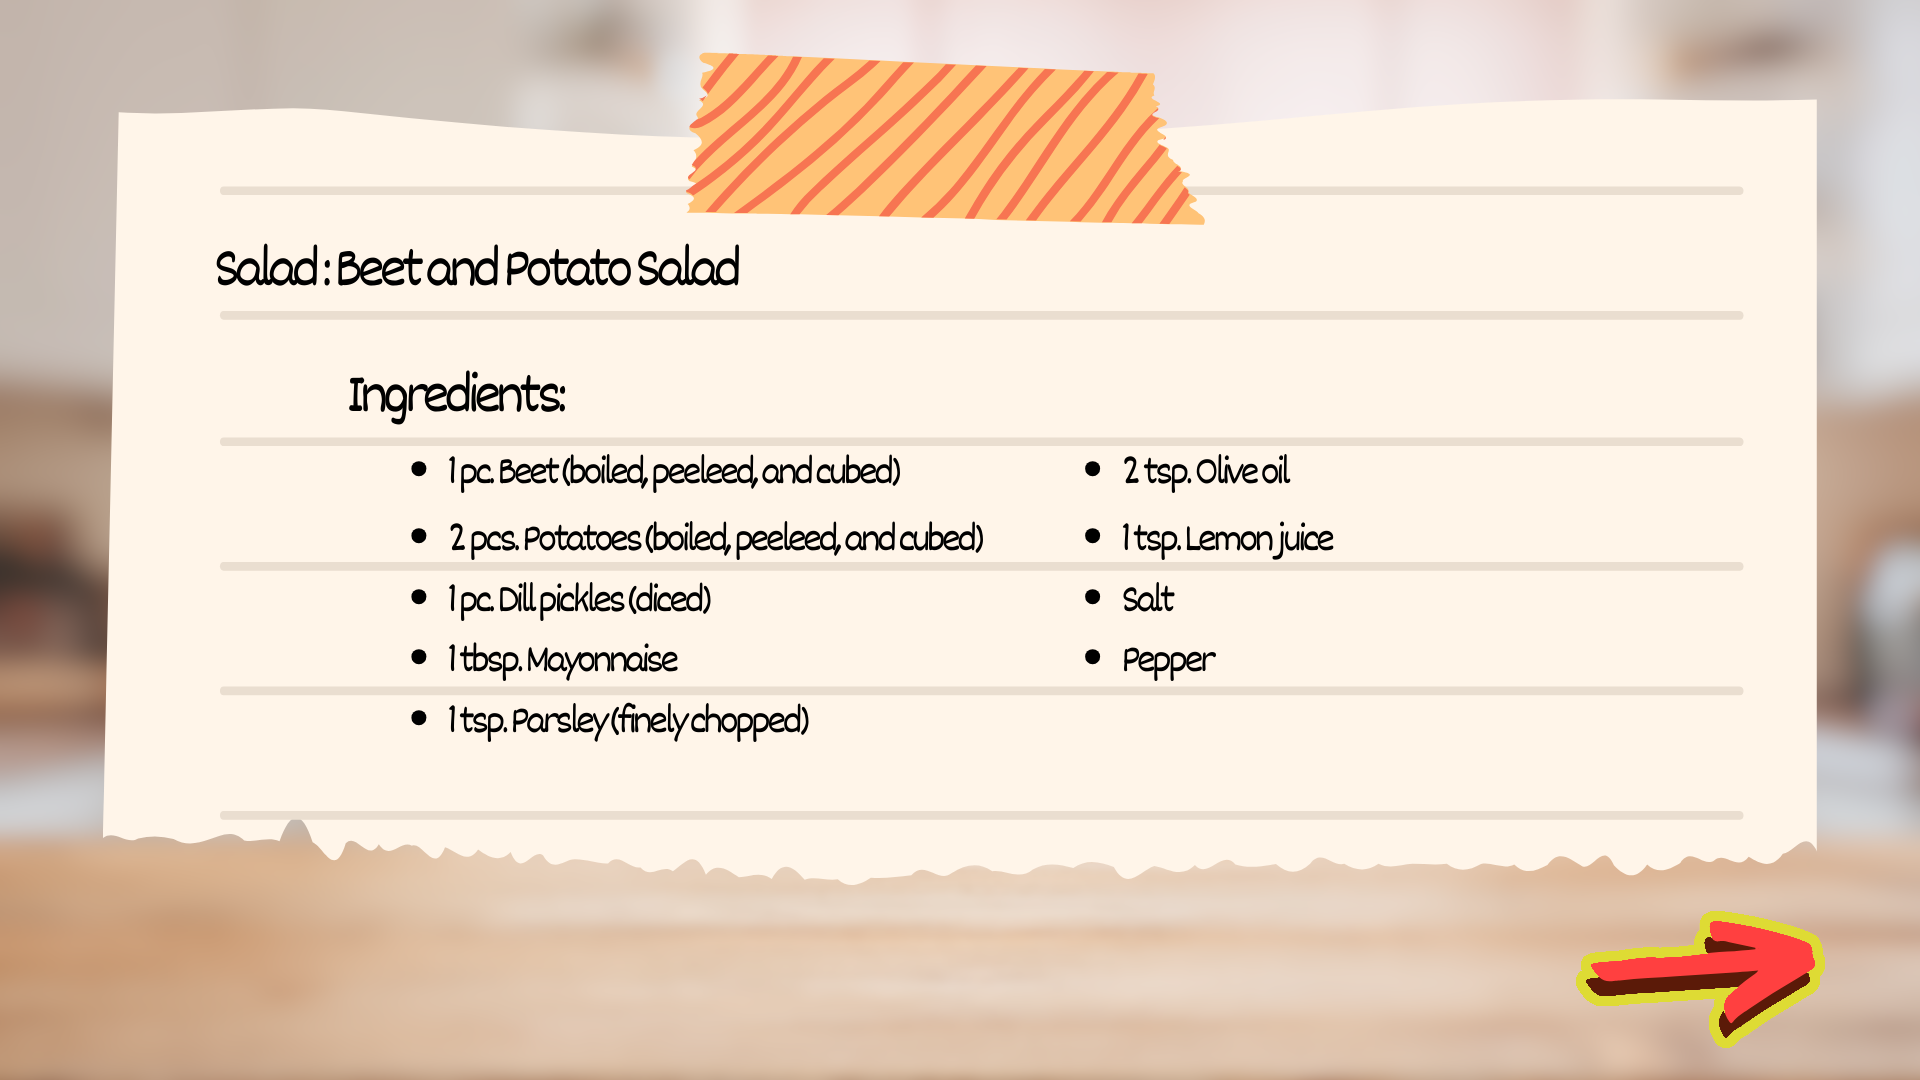 Salad : Beet and Potato Salad
Ingredients:
1 pc. Beet (boiled, peeleed, and cubed)
2 pcs. Potatoes (boiled, peeleed, and cubed)
1 pc. Dill pickles (diced)
1 tbsp. Mayonnaise
1 tsp. Parsley (finely chopped)
2 tsp. Olive oil
1 tsp. Lemon juice
Salt
Pepper